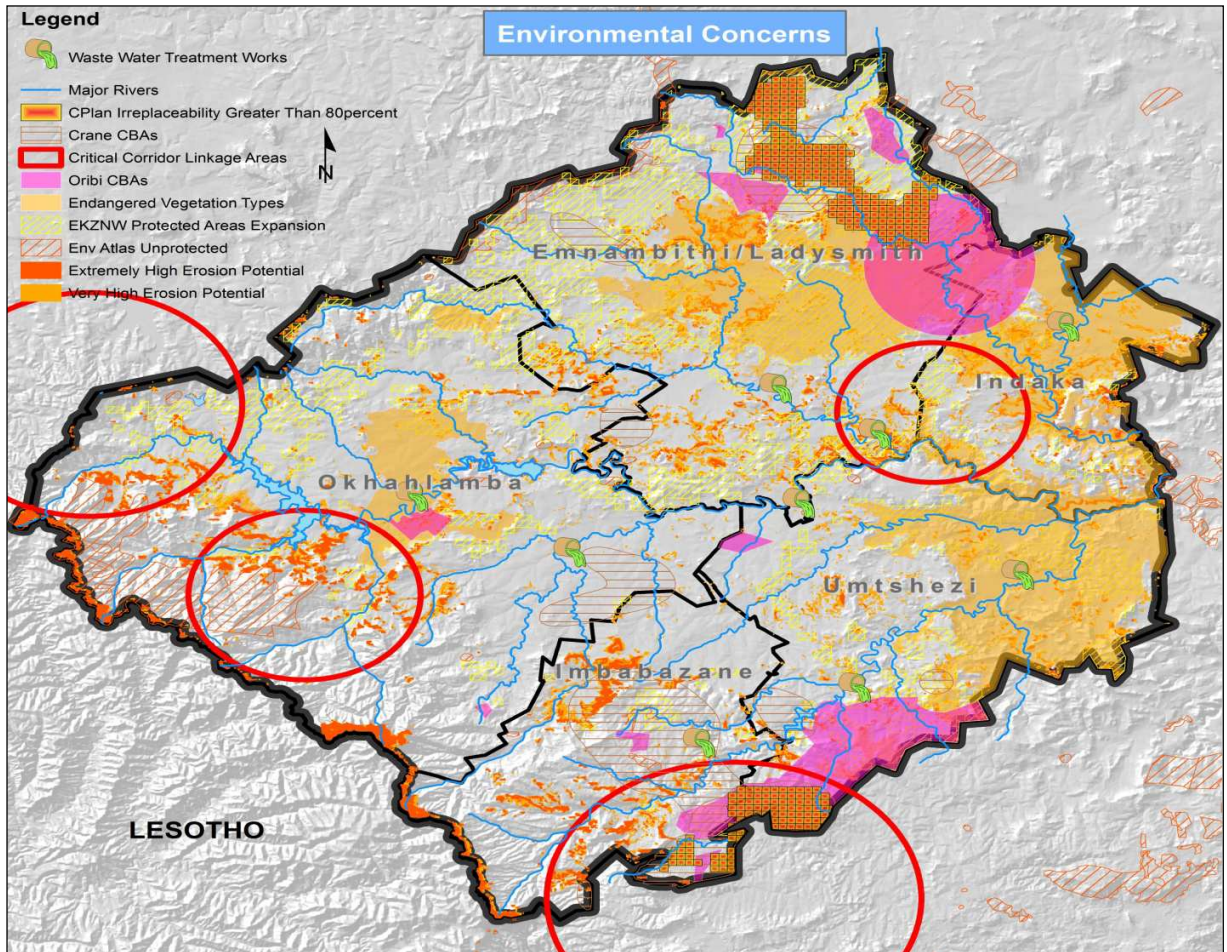 Legend
Environmental Concerns
Waste Water Treatment Works
Major Rivers
CPlan Irreplaceability Greater Than 80percent
Crane CBAs
Critical Corridor Linkage Areas
N
Oribi CBAs
Endangered Vegetation Types
EKZNW Protected Areas Expansion
Env Atlas Unprotected
Extremely High Erosion Potential
Very High Erosion Potential
Emnambithi/Ladysmith
Indaka
Okhahlamba
Umtshezi
Imbabazane
LESOTHO